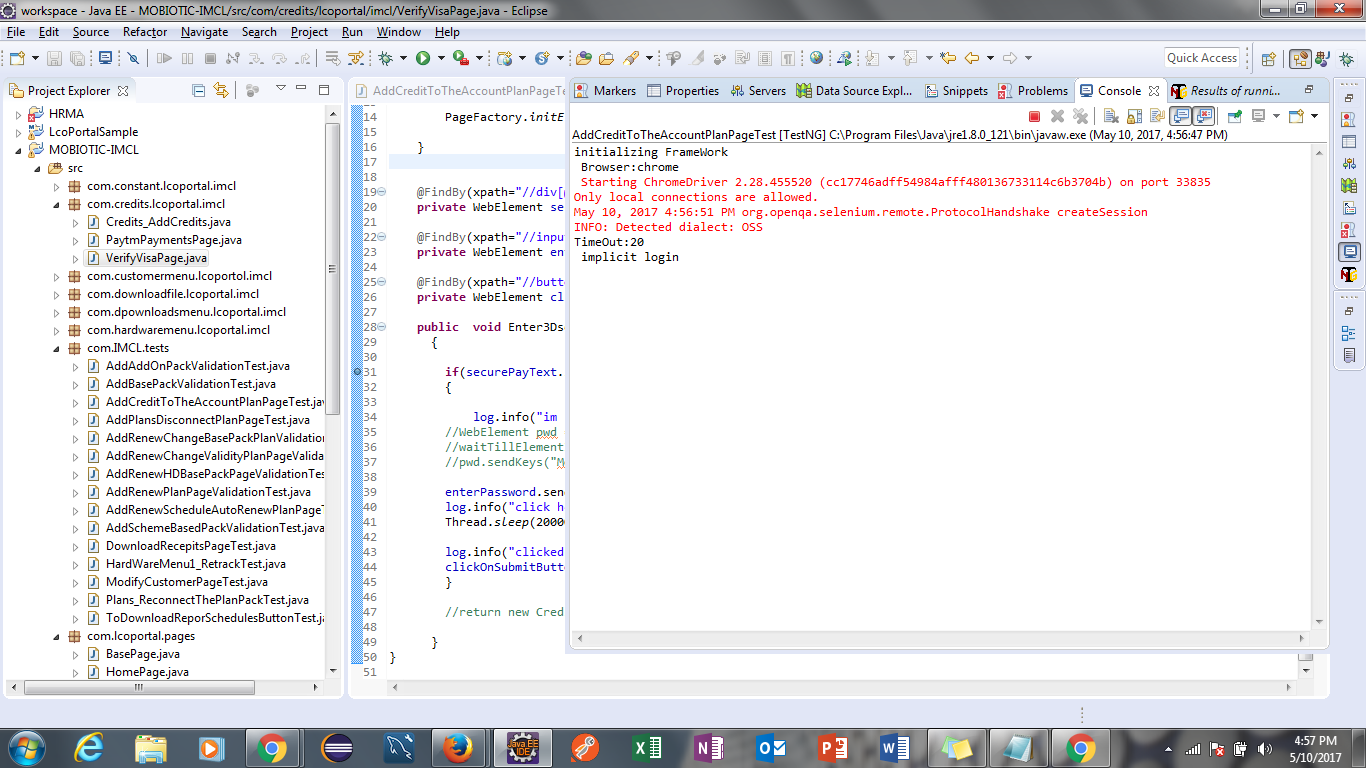 workspace - Java EE - MOBIOTIC-IMCL/src/com/credits/lcoportal/imcl/VerifyVisaPage.java - Eclipse
File Edit Source Refactor Navigate Search Project Run Window Help
Quick Access
Project Explorer
HRMA
LcoPortalSample
MOBIOTIC-IMCL
src
com.constant.lcoportal.imcl
com.credits.lcoportal.imcl
Credits_AddCredits.java
PaytmPaymentsPage.java
VerifyVisaPage.java
com.customermenu.lcoportol.imcl
com.downloadfile.lcoportal.imcl
com.dpownloadsmenu.lcoportal.imcl
com.hardwaremenu.lcoportal.imcl
com.IMCL.tests
AddAddOnPackValidationTest.java
AddBasePackValidationTest.java
AddCreditToTheAccountPlanPageTest.jav
AddPlansDisconnectPlanPageTest.java
AddRenewChangeBasePackPlanValidation
AddRenewChangeValidityPlanPageValida
AddRenewHDBasePackPageValidationTes
AddRenewPlanPageValidationTest.java
AddRenewScheduleAutoRenewPlanPageT
AddSchemeBasedPackValidationTest.java
DownloadRecepitsPageTest.java
HardWareMenu1_RetrackTest.java
ModifyCustomerPageTest.java
Plans_ReconnectThePlanPackTest.java
ToDownloadReporSchedulesButtonTest.ja
com.lcoportal.pages
BasePage.java
HomePage.java
AddCreditToTheAccountPlanPageTe
14 PageFactory.initE
15
16 }
17
18
19 @FindBy(xpath="//div[
20 private WebElement se
21
22 @FindBy(xpath="//inpu
23 private WebElement en
24
25 @FindBy(xpath="//butt
26 private WebElement cl
27
28 public void Enter3Ds
29 {
30
31 if(securePayText.
32 {
33
34 log.info("im
35 //WebElement pwd
36 //waitTillElement
37 //pwd.sendKeys("M
38
39 enterPassword.sen
40 log.info("click h
41 Thread.sleep(2000
42
43 log.info("clicked
44 clickOnSubmitButt
45 }
46
47 //return new Cred
48
49 }
50 }
51
Markers Properties Servers Data Source Expl... Snippets Problems Console Results of runni...
AddCreditToTheAccountPlanPageTest [TestNG] C:\Program Files\Java\jre1.8.0_121\bin\javaw.exe (May 10, 2017, 4:56:47 PM)
initializing FrameWork
Browser:chrome
Starting ChromeDriver 2.28.455520 (cc17746adff54984afff480136733114c6b3704b) on port 33835
Only local connections are allowed.
May 10, 2017 4:56:51 PM org.openqa.selenium.remote.ProtocolHandshake createSession
INFO: Detected dialect: OSS
TimeOut:20
implicit login
4:57 PM
5/10/2017